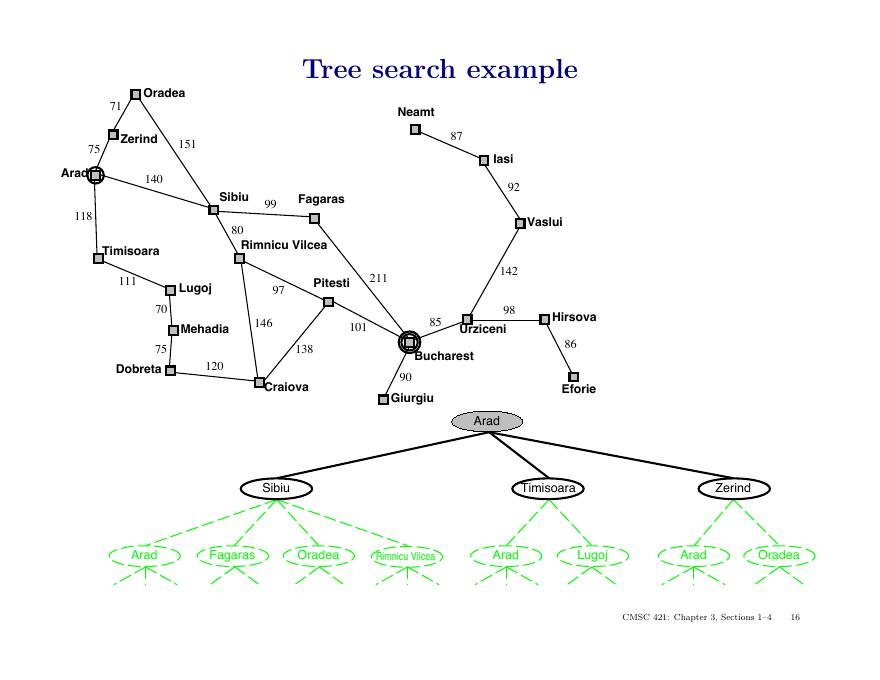 Tree search example
Oradea
71
Neamt
87
Zerind
151
75
Iasi
Arad
140
92
Sibiu
99
Fagaras
118
80
Vaslui
Timisoara
Rimnicu Vilcea
142
111
211
Lugoj
97
Pitesti
70
98
Hirsova
Mehadia
146
101
85
Urziceni
86
75
138
Bucharest
Dobreta
120
90
Craiova
Eforie
Giurgiu
Arad
Sibiu
Timisoara
Zerind
Arad
Fagaras
Oradea
Rimnicu Vilcea
Arad
Lugoj
Arad
Oradea
CMSC 421: Chapter 3, Sections 1–4 16